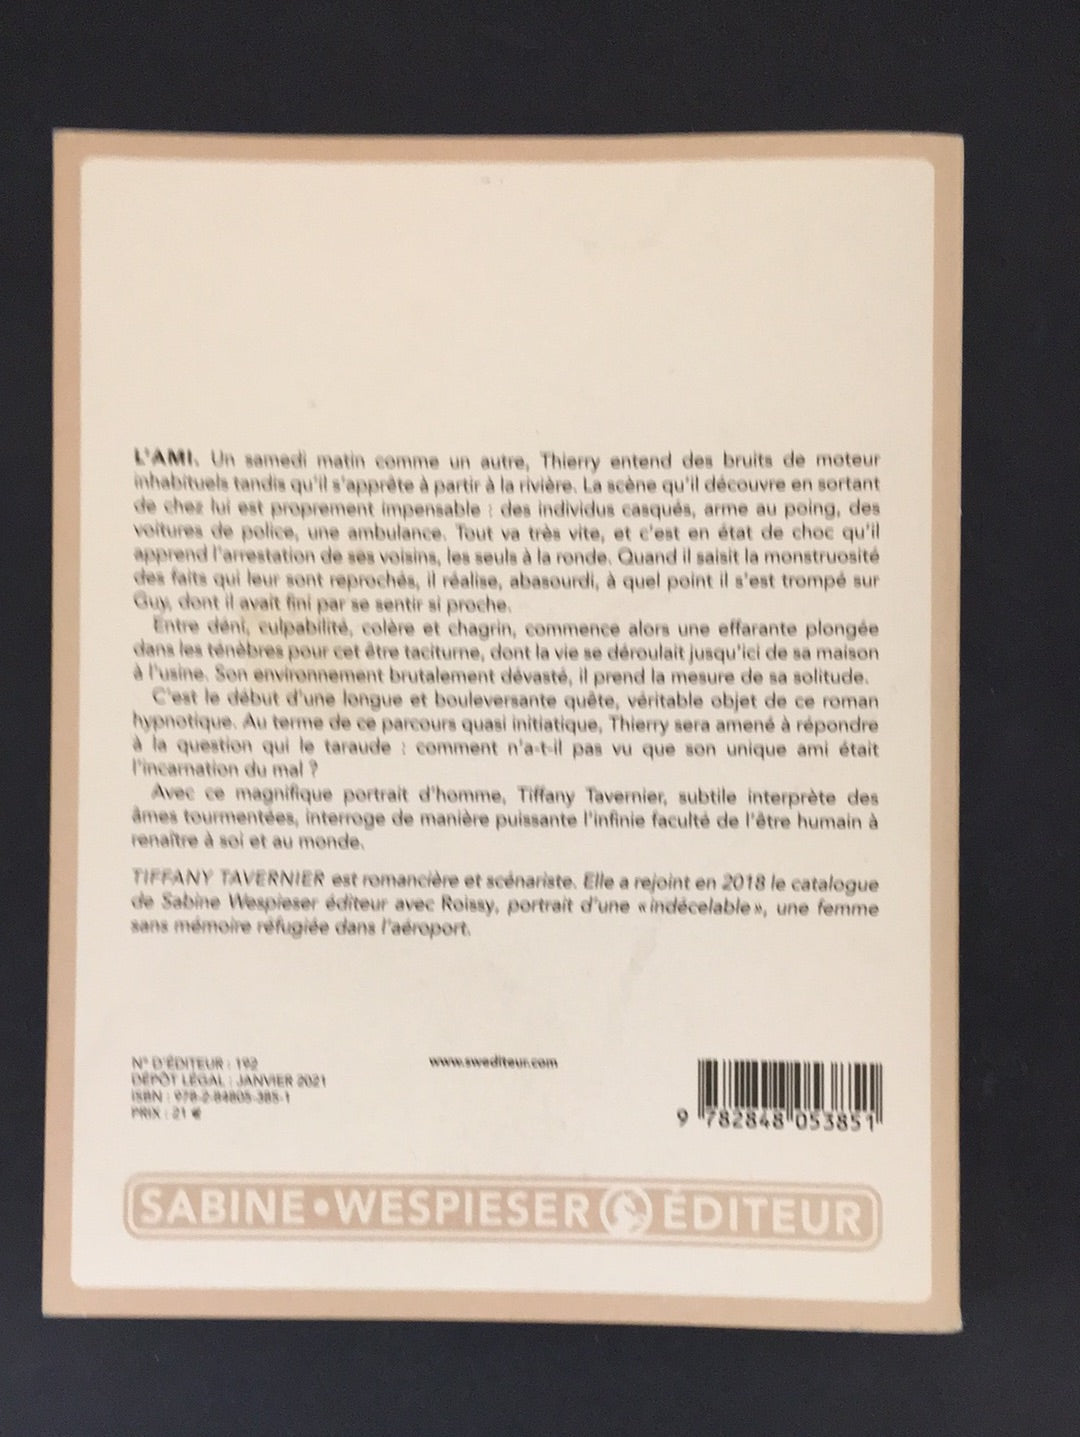 L'AMI. Un samedi matin comme un autre, Thierry entend des bruits de moteur
inhabituels tandis qu'il s'apprête à partir à la rivière. La scène qu'il découvre en sortant
de chez lui est proprement impensable : des individus casqués, arme au poing, des
voitures de police, une ambulance. Tout va très vite, et c'est en état de choc qu'il
apprend l'arrestation de ses voisins, les seuls à la ronde. Quand il saisit la monstruosité
des faits qui leur sont reprochés, il réalise, abasourdi, à quel point il s'est trompé sur
Guy, dont il avait fini par se sentir si proche.
Entre déni, culpabilité, colère et chagrin, commence alors une effarante plongée
dans les ténèbres pour cet être taciturne, dont la vie se déroulait jusqu'ici de sa maison
à l'usine. Son environnement brutalement dévasté, il prend la mesure de sa solitude.
C'est le début d'une longue et bouleversante quête, véritable objet de ce roman
hypnotique. Au terme de ce parcours quasi initiatique, Thierry sera amené à répondre
à la question qui le taraude : comment n'a-t-il pas vu que son unique ami était
l'incarnation du mal ?
Avec ce magnifique portrait d'homme, Tiffany Tavernier, subtile interprète des
âmes tourmentées, interroge de manière puissante l'infinie faculté de l'être humain à
renaître à soi et au monde.
TIFFANY TAVERNIER est romancière et scénariste. Elle a rejoint en 2018 le catalogue
de Sabine Wespieser éditeur avec Roissy, portrait d'une « indécelable », une femme
sans mémoire réfugiée dans l'aéroport.
N° D'ÉDITEUR : 192
DÉPÔT LÉGAL : JANVIER 2021
ISBN : 978-2-84805-385-1
PRIX : 21 €
www.swediteur.com
9 782848 053851
SABINE • WESPIESER ÉDITEUR